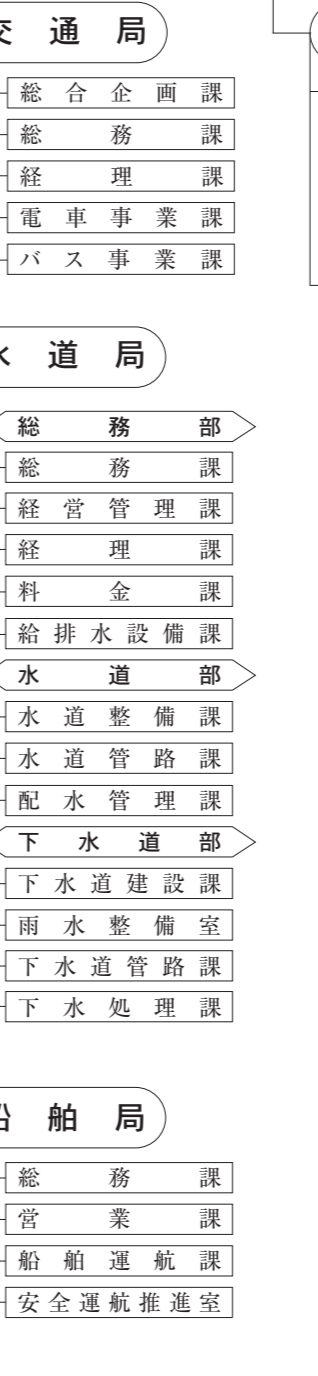 交通局
総合企画課
総務課
経理課
電車事業課
バス事業課
水道局
総務部
総務課
経営管理課
経理課
料金課
給排水設備課
水道部
水道整備課
水道管路課
配水管理課
下水道部
下水道建設課
雨水整備室
下水道管路課
下水処理課
船舶局
総務課
営業課
船舶運航課
安全運航推進室